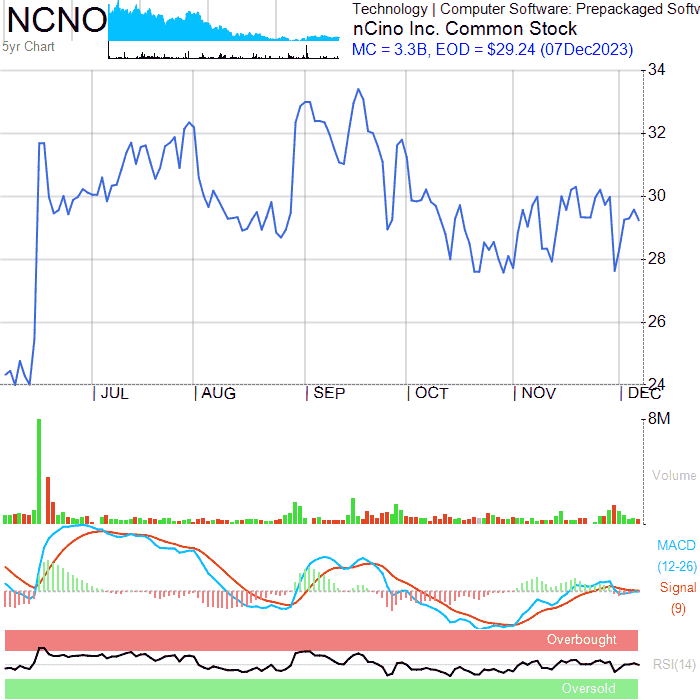 NCNO
5yr Chart
Technology | Computer Software: Prepackaged Softw
nCino Inc. Common Stock
MC = 3.3B, EOD = $29.24 (07Dec2023)
34
32
30
28
26
24
JUL AUG SEP OCT NOV DEC
8M
Volume
MACD
(12-26)
Signal
(9)
Overbought
RSI(14)
Oversold